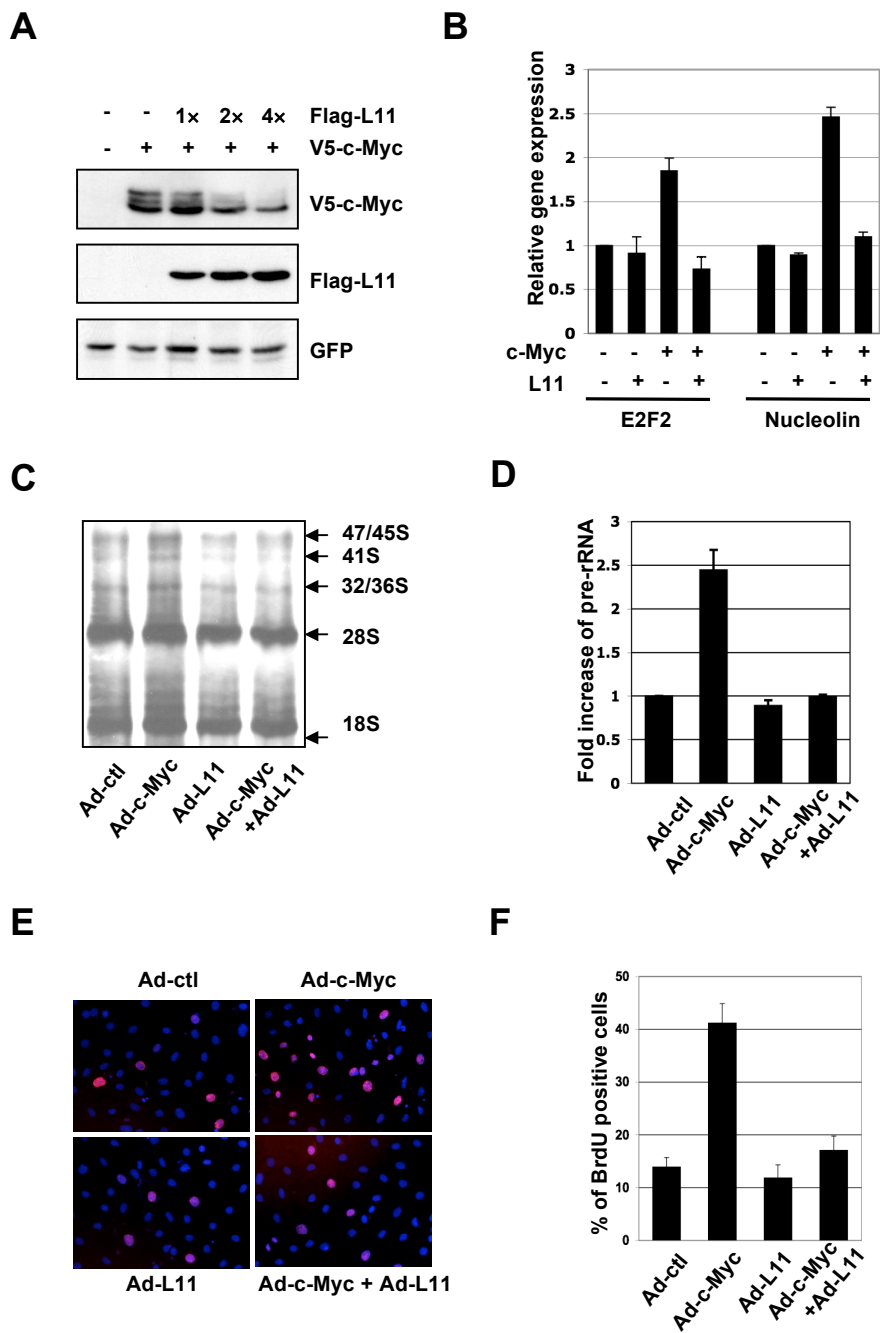 A
- - 1× 2× 4× Flag-L11
- + + + + V5-c-Myc
V5-c-Myc
Flag-L11
GFP
B
Relative gene expression
3
2.5
2
1
1
0.5
0
c-Myc - - + + - - + +
L11 - + - + - + - +
E2F2 Nucleolin
C
47/45S
41S
32/36S
28S
18S
Ad-ctl
Ad-c-Myc
Ad-L11
Ad-c-Myc
+Ad-L11
D
Fold increase of pre-rRNA
3
2.5
2
1.5
1
0.5
0
Ad-ctl
Ad-c-Myc
Ad-L11
Ad-c-Myc
+Ad-L11
E
Ad-ctl Ad-c-Myc
Ad-L11 Ad-c-Myc + Ad-L11
F
% of BrdU positive cells
50
40
30
20
10
0
Ad-ctl
Ad-c-Myc
Ad-L11
Ad-c-Myc
+Ad-L11